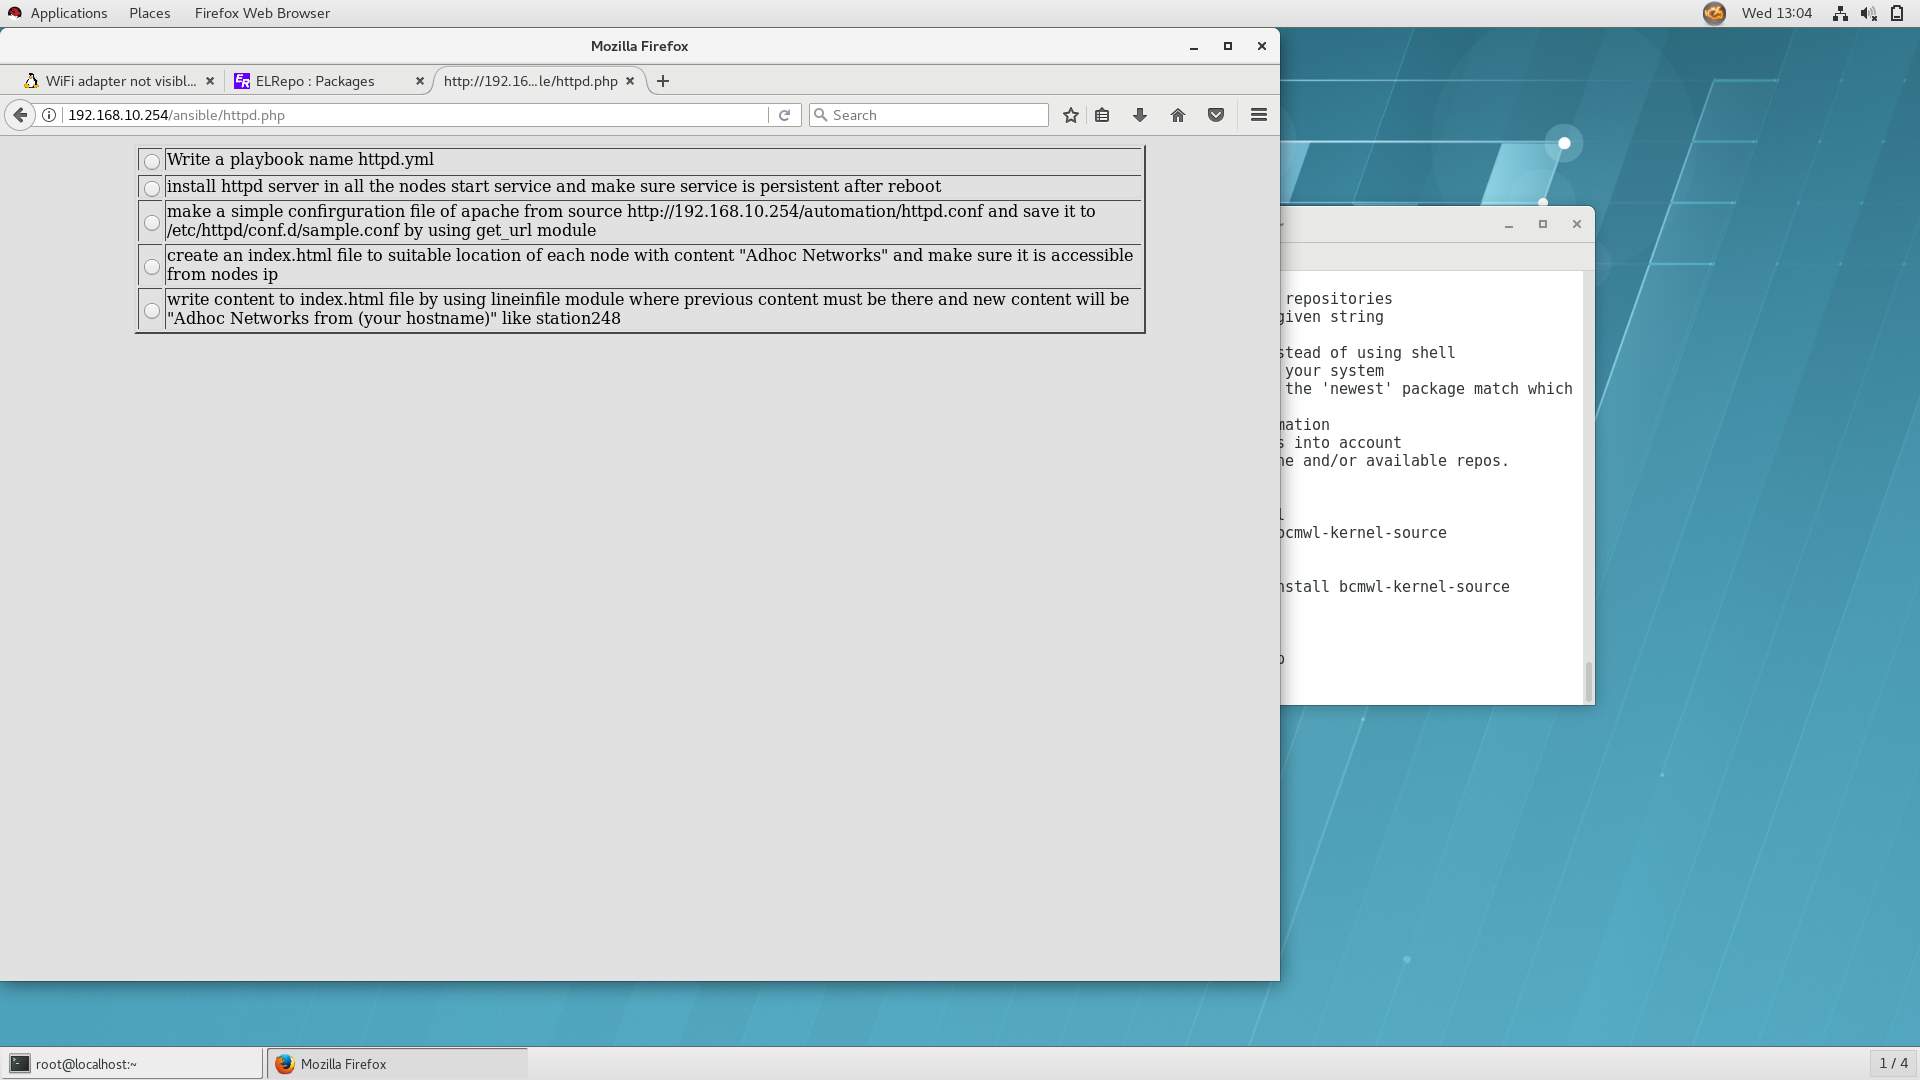 Applications
Places
Firefox Web Browser
Wed 13:04
Mozilla Firefox
WiFi adapter not visibl...
ELRepo : Packages
http://192.16...le/httpd.php
192.168.10.254/ansible/httpd.php
Search
Write a playbook name httpd.yml
install httpd server in all the nodes start service and make sure service is persistent after reboot
make a simple confirguration file of apache from source http://192.168.10.254/automation/httpd.conf and save it to
/etc/httpd/conf.d/sample.conf by using get_url module
create an index.html file to suitable location of each node with content "Adhoc Networks" and make sure it is accessible
from nodes ip
write content to index.html file by using lineinfile module where previous content must be there and new content will be
"Adhoc Networks from (your hostname)" like station248
repositories
given string
stead of using shell
your system
the 'newest' package match which
mation
s into account
ne and/or available repos.
bcmwl-kernel-source
nstall bcmwl-kernel-source
root@localhost:~
Mozilla Firefox
1 / 4